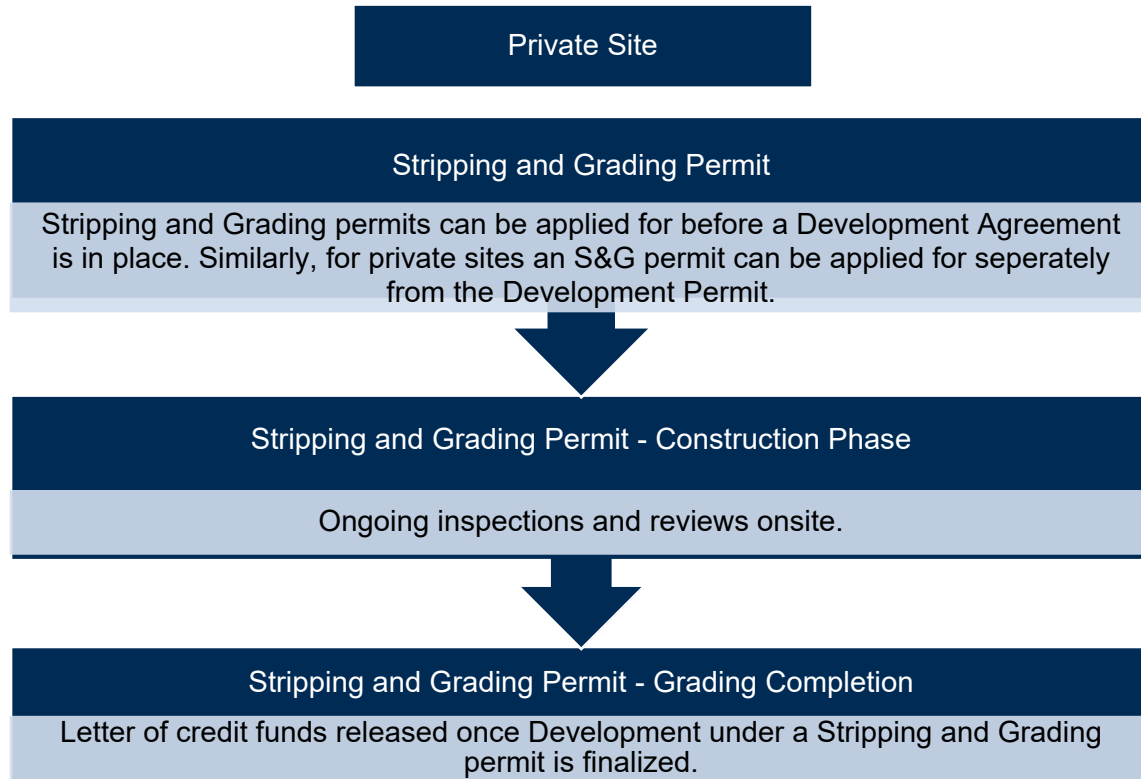 Private Site
Stripping and Grading Permit
Stripping and Grading permits can be applied for before a Development Agreement
is in place. Similarly, for private sites an S&G permit can be applied for seperately
from the Development Permit.
Stripping and Grading Permit - Construction Phase
Ongoing inspections and reviews onsite.
Stripping and Grading Permit - Grading Completion
Letter of credit funds released once Development under a Stripping and Grading
permit is finalized.